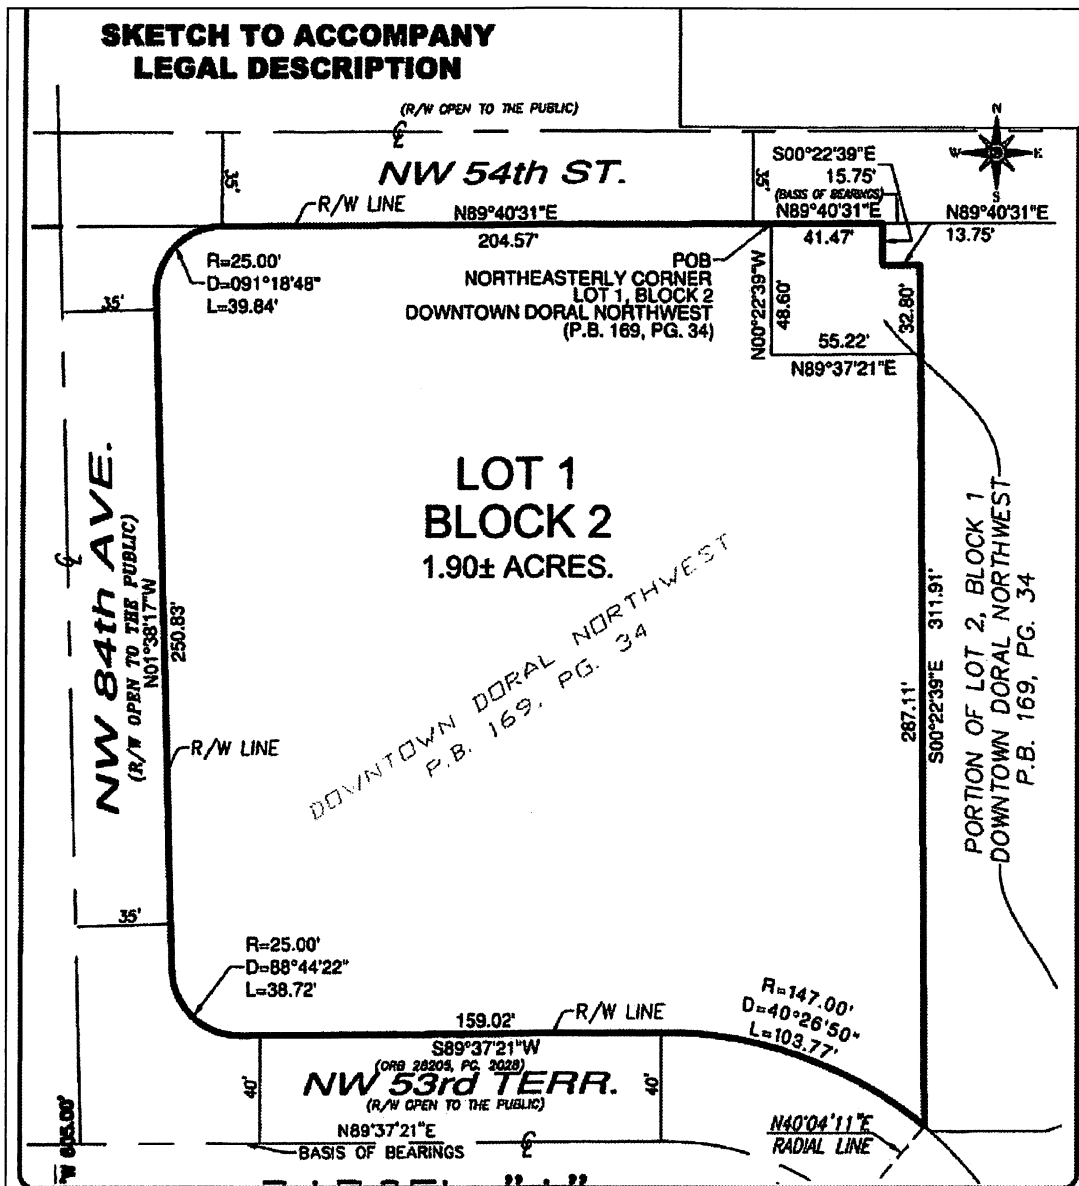 SKETCH TO ACCOMPANY
LEGAL DESCRIPTION
(R/W OPEN TO THE PUBLIC)
NW 54th ST.
35'
35'
R/W LINE
N89°40'31"E
204.57'
S00°22'39"E
15.75'
(BASIS OF BEARINGS)
N89°40'31"E
41.47'
N89°40'31"E
13.75'
N
W
E
S
R=25.00'
D=091°18'48"
L=39.84'
35'
POB
NORTHEASTERLY CORNER
LOT 1, BLOCK 2
DOWNTOWN DORAL NORTHWEST
(P.B. 169, PG. 34)
N00°22'39"W
48.60'
32.80'
55.22'
N89°37'21"E
LOT 1
BLOCK 2
1.90± ACRES.
DOWNTOWN DORAL NORTHWEST
P.B. 169, PG. 34
NW 84th AVE.
(R/W OPEN TO THE PUBLIC)
N01°38'17"W
250.83'
R/W LINE
287.11'
S00°22'39"E 311.91'
PORTION OF LOT 2, BLOCK 1
DOWNTOWN DORAL NORTHWEST
P.B. 169, PG. 34
35'
R=25.00'
D=88°44'22"
L=38.72'
159.02'
R/W LINE
S89°37'21"W
(ORB 28205, PG. 2028)
NW 53rd TERR.
(R/W OPEN TO THE PUBLIC)
40'
40'
N89°37'21"E
BASIS OF BEARINGS
R=147.00'
D=40°26'50"
L=103.77'
N40°04'11"E
RADIAL LINE
"W 605.00'